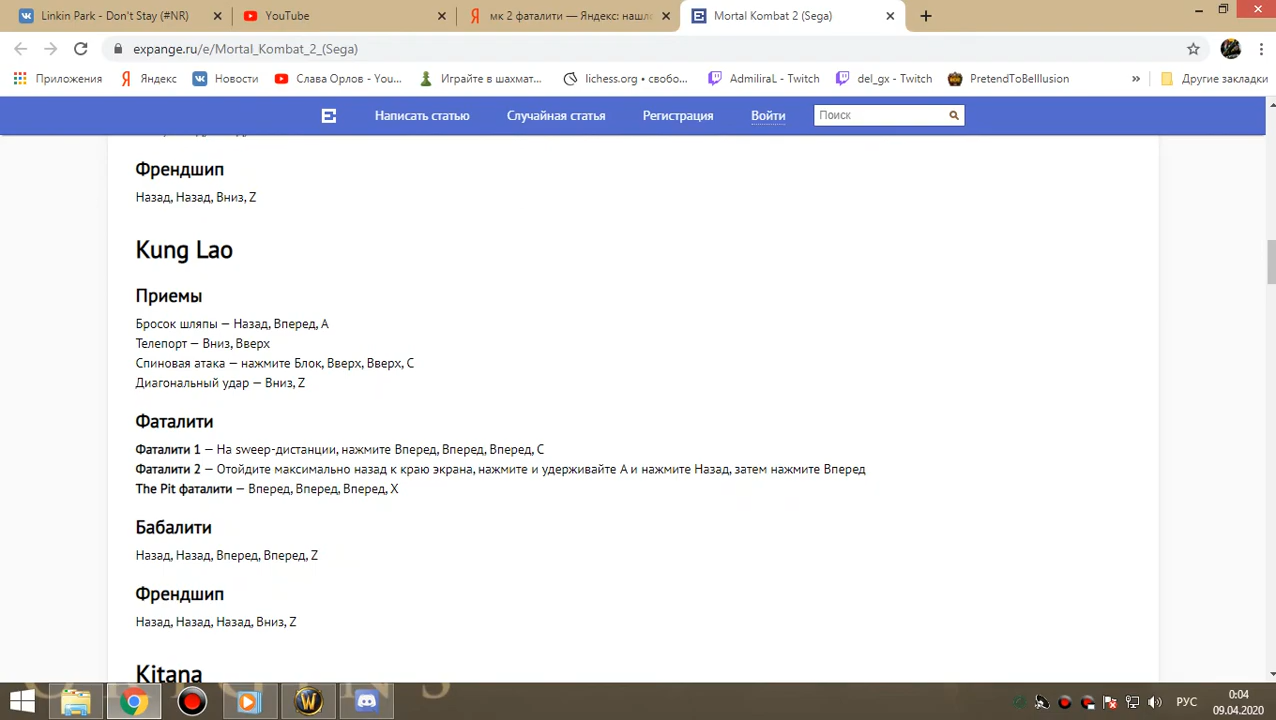 Linkin Park - Don't Stay (#NR)
YouTube
мк 2 фаталити — Яндекс: нашл
Mortal Kombat 2 (Sega)
expange.ru/e/Mortal_Kombat_2_(Sega)
Приложения
Яндекс
Новости
Слава Орлов - You...
Играйте в шахмат...
lichess.org • свобо...
AdmiliraL - Twitch
del_gx - Twitch
PretendToBeIllusion
»
Другие закладки
Написать статью
Случайная статья
Регистрация
Войти
Поиск
Френдшип
Назад, Назад, Вниз, Z
Kung Lao
Приемы
Бросок шляпы — Назад, Вперед, A
Телепорт — Вниз, Вверх
Спиновая атака — нажмите Блок, Вверх, Вверх, C
Диагональный удар — Вниз, Z
Фаталити
Фаталити 1 — На sweep-дистанции, нажмите Вперед, Вперед, Вперед, C
Фаталити 2 — Отойдите максимально назад к краю экрана, нажмите и удерживайте A и нажмите Назад, затем нажмите Вперед
The Pit фаталити — Вперед, Вперед, Вперед, X
Бабалити
Назад, Назад, Вперед, Вперед, Z
Френдшип
Назад, Назад, Назад, Вниз, Z
Kitana
РУС
0:04
09.04.2020